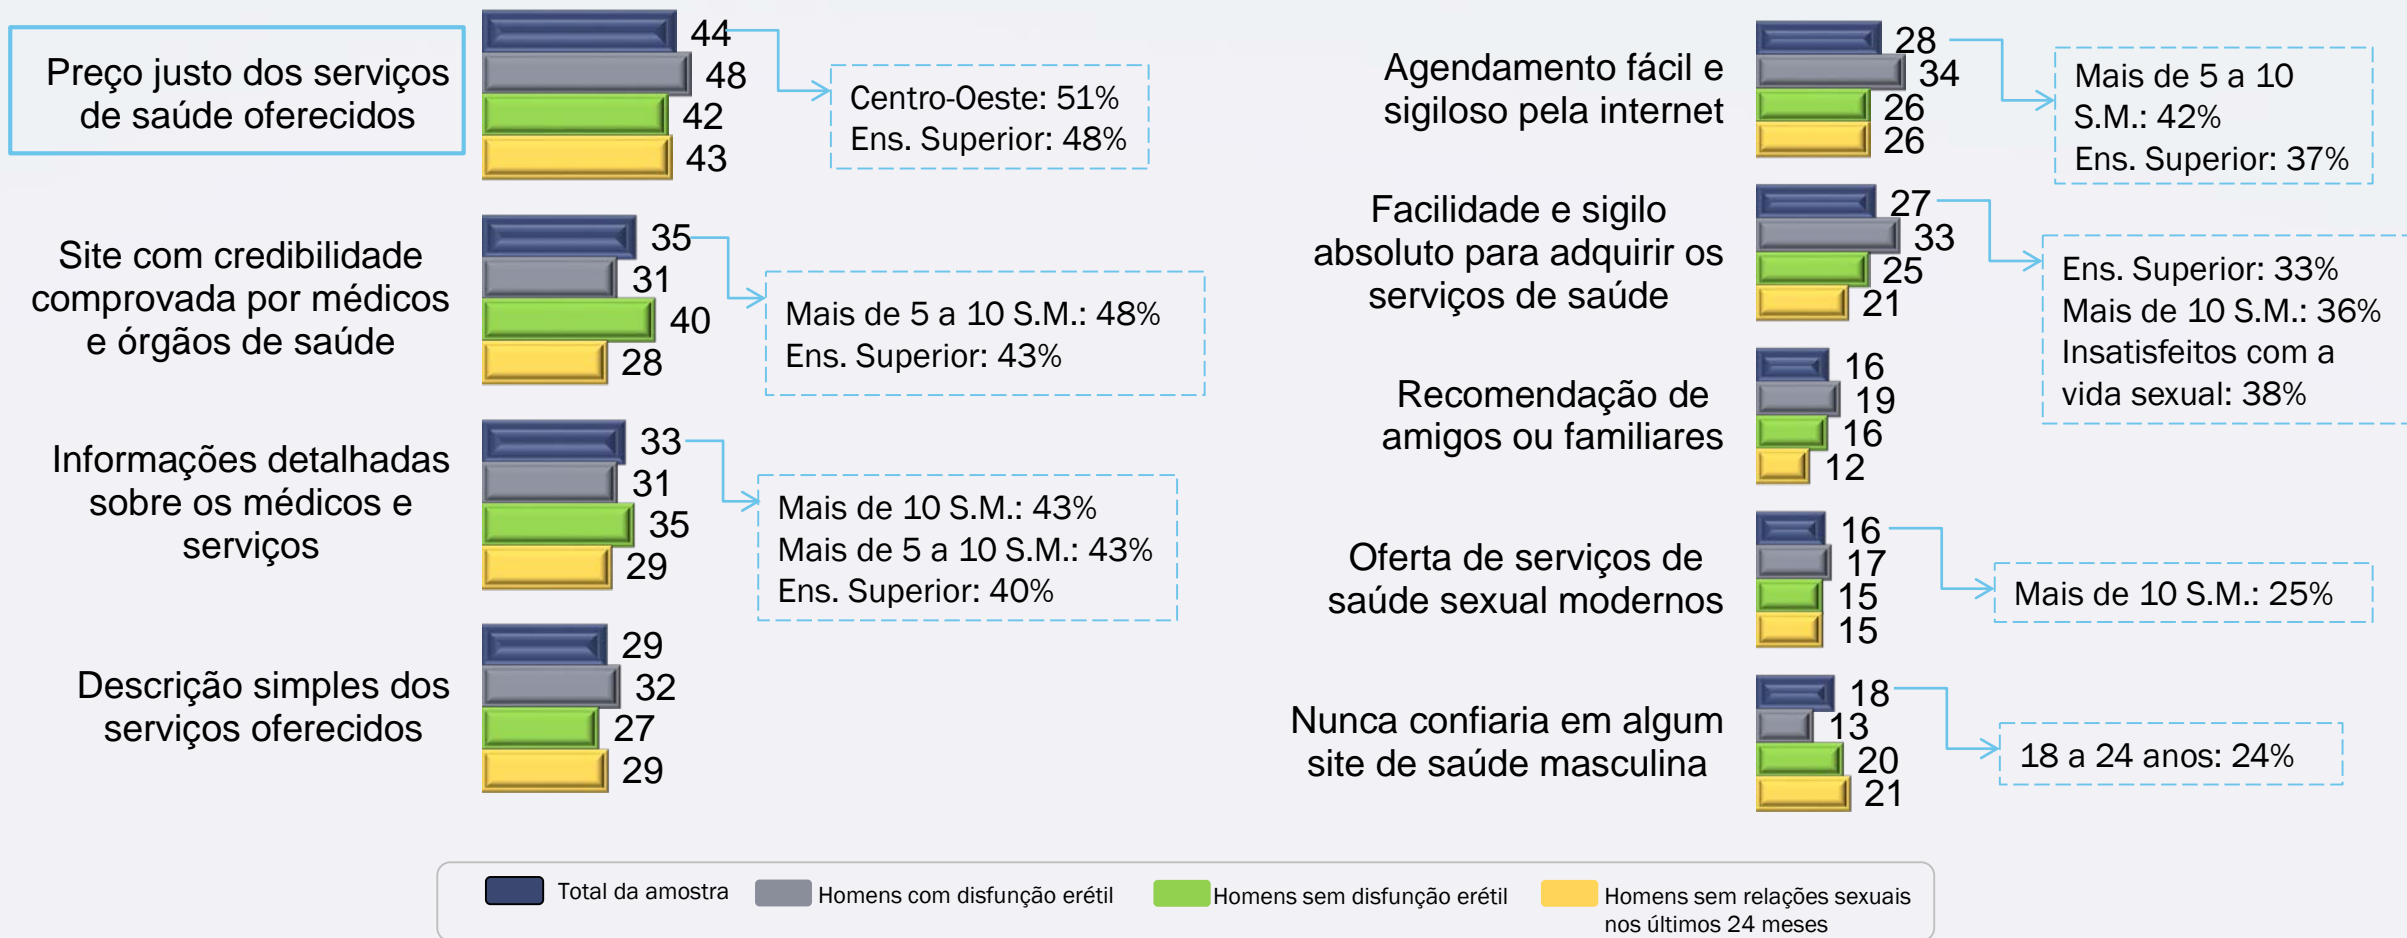 Preço justo dos serviços
de saúde oferecidos
44
48
42
43
Centro-Oeste: 51%
Ens. Superior: 48%
Site com credibilidade
comprovada por médicos
e órgãos de saúde
35
31
40
28
Mais de 5 a 10 S.M.: 48%
Ens. Superior: 43%
Informações detalhadas
sobre os médicos e
serviços
33
31
35
29
Mais de 10 S.M.: 43%
Mais de 5 a 10 S.M.: 43%
Ens. Superior: 40%
Descrição simples dos
serviços oferecidos
29
32
27
29
Agendamento fácil e
sigiloso pela internet
28
34
26
26
Mais de 5 a 10
S.M.: 42%
Ens. Superior: 37%
Facilidade e sigilo
absoluto para adquirir os
serviços de saúde
27
33
25
21
Ens. Superior: 33%
Mais de 10 S.M.: 36%
Insatisfeitos com a
vida sexual: 38%
Recomendação de
amigos ou familiares
16
19
16
12
Oferta de serviços de
saúde sexual modernos
16
17
15
15
Mais de 10 S.M.: 25%
Nunca confiaria em algum
site de saúde masculina
18
13
20
21
18 a 24 anos: 24%
Total da amostra
Homens com disfunção erétil
Homens sem disfunção erétil
Homens sem relações sexuais
nos últimos 24 meses